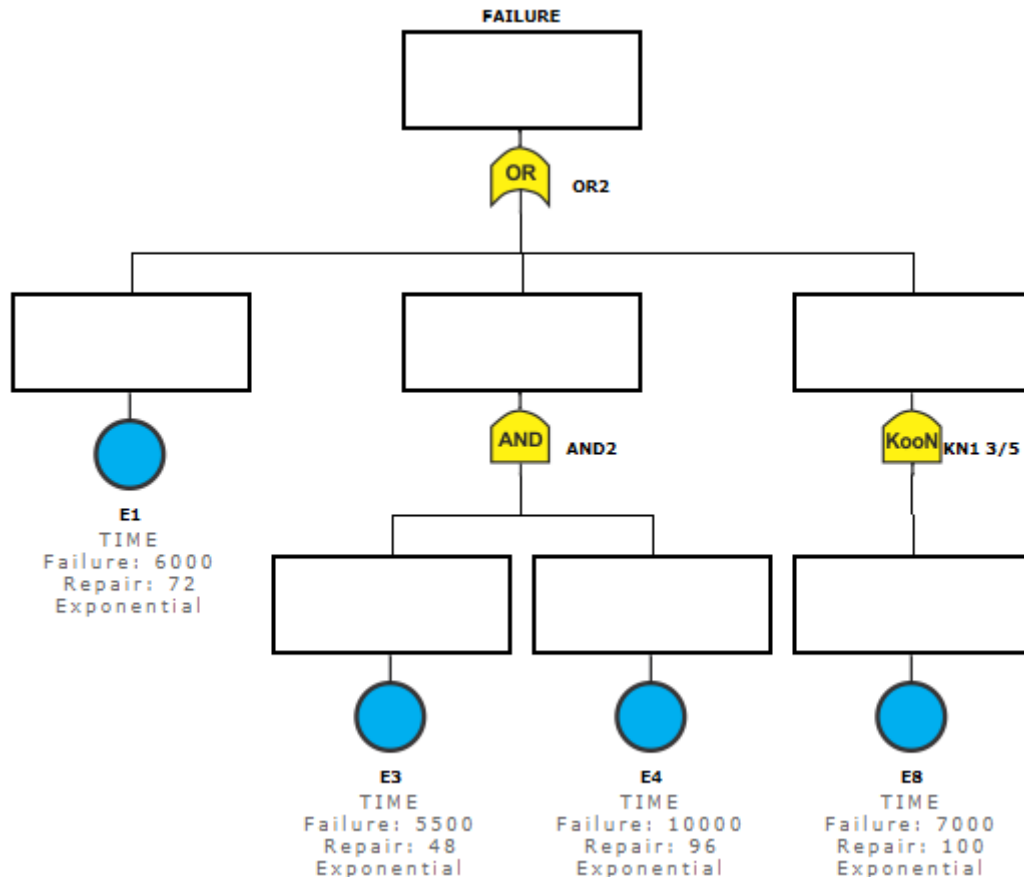 FAILURE
OR
OR2
AND
AND2
KooN
KN1 3/5
E1
TIME
Failure: 6000
Repair: 72
Exponential
E3
TIME
Failure: 5500
Repair: 48
Exponential
E4
TIME
Failure: 10000
Repair: 96
Exponential
E8
TIME
Failure: 7000
Repair: 100
Exponential